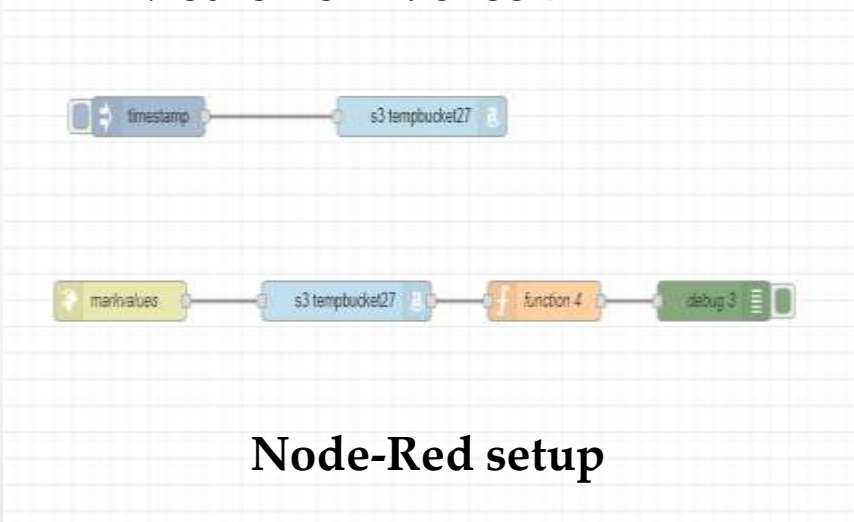 timestamp
s3 tempbucket27
markvalues
s3 tempbucket27
function 4
debug 3
Node-Red setup